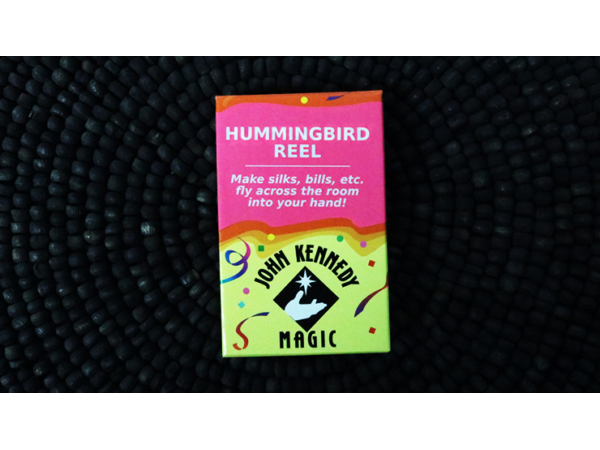 HUMMINGBIRD
REEL
Make silks, bills, etc.
fly across the room
into your hand!
JOHN KENNEDY
MAGIC